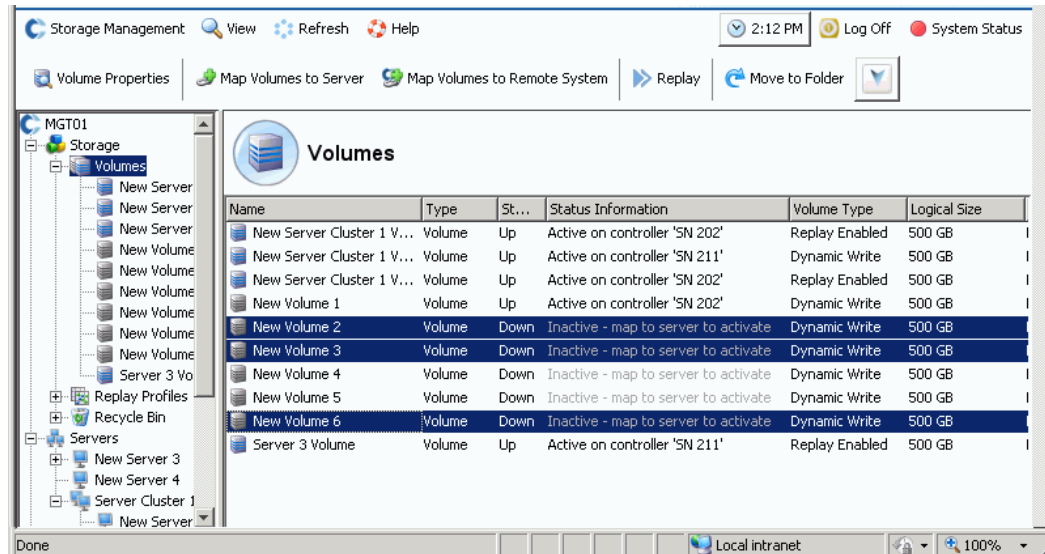 Storage Management View Refresh Help 2:12 PM Log Off System Status
Volume Properties Map Volumes to Server Map Volumes to Remote System Replay Move to Folder
MGT01
Storage
Volumes
New Server
New Server
New Server
New Volume
New Volume
New Volume
New Volume
New Volume
New Volume
Server 3 Vo
Replay Profiles
Recycle Bin
Servers
New Server 3
New Server 4
Server Cluster 1
New Server
Volumes
Name Type St... Status Information Volume Type Logical Size
New Server Cluster 1 V... Volume Up Active on controller 'SN 202' Replay Enabled 500 GB
New Server Cluster 1 V... Volume Up Active on controller 'SN 211' Dynamic Write 500 GB
New Server Cluster 1 V... Volume Up Active on controller 'SN 202' Replay Enabled 500 GB
New Volume 1 Volume Up Active on controller 'SN 202' Dynamic Write 500 GB
New Volume 2 Volume Down Inactive - map to server to activate Dynamic Write 500 GB
New Volume 3 Volume Down Inactive - map to server to activate Dynamic Write 500 GB
New Volume 4 Volume Down Inactive - map to server to activate Dynamic Write 500 GB
New Volume 5 Volume Down Inactive - map to server to activate Dynamic Write 500 GB
New Volume 6 Volume Down Inactive - map to server to activate Dynamic Write 500 GB
Server 3 Volume Volume Up Active on controller 'SN 211' Replay Enabled 500 GB
Done Local intranet 100%